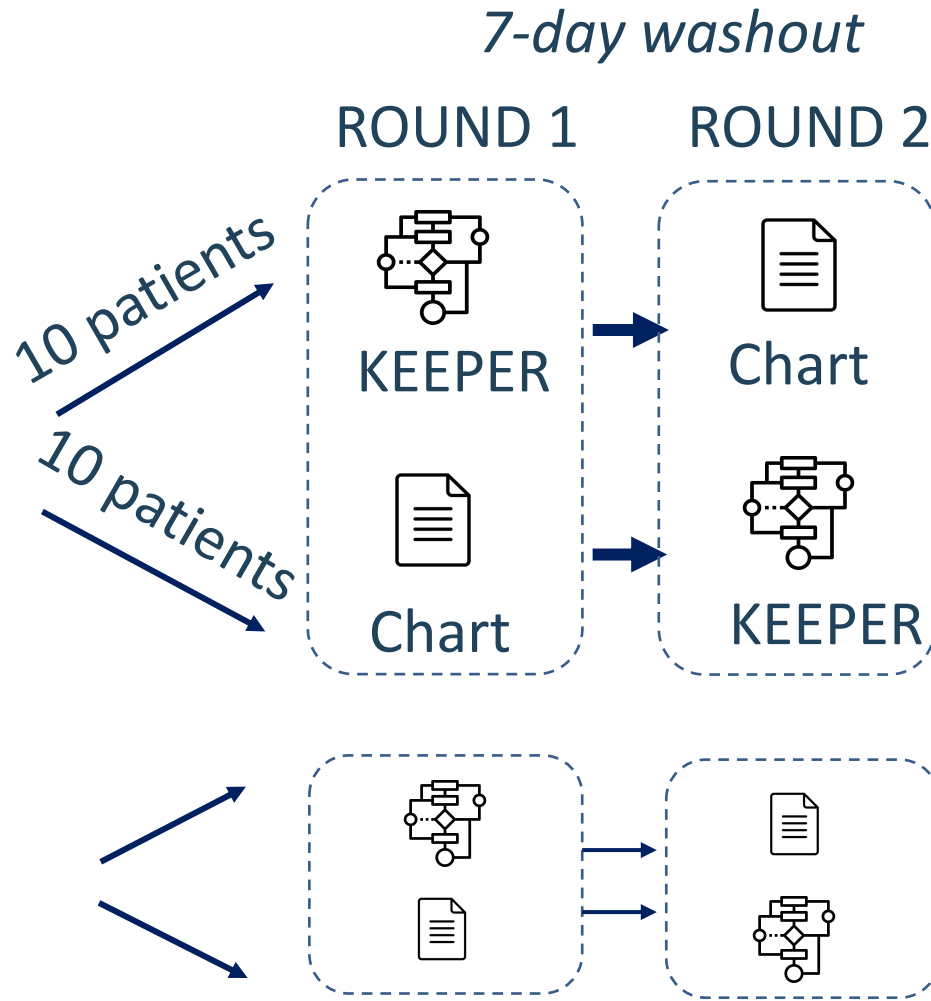 7-day washout
ROUND 1
ROUND 2
10 patients
KEEPER
Chart
10 patients
Chart
KEEPER